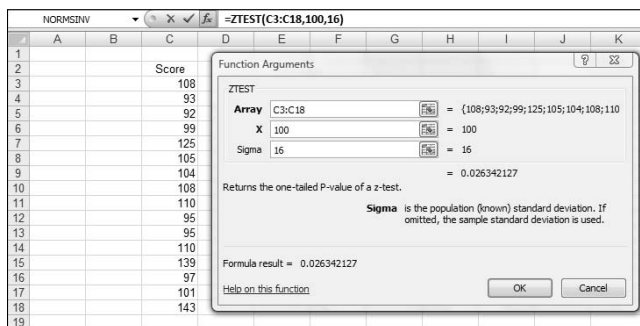 NORMSINV =ZTEST(C3:C18,100,16)
A B C D E F G H I J K
1
2 Score
3 108
4 93
5 92
6 99
7 125
8 105
9 104
10 108
11 110
12 95
13 95
14 110
15 139
16 97
17 101
18 143
19
Function Arguments
ZTEST
Array C3:C18 = {108;93;92;99;125;105;104;108;110
X 100 = 100
Sigma 16 = 16
= 0.026342127
Returns the one-tailed P-value of a z-test.
Sigma is the population (known) standard deviation. If
omitted, the sample standard deviation is used.
Formula result = 0.026342127
Help on this function OK Cancel